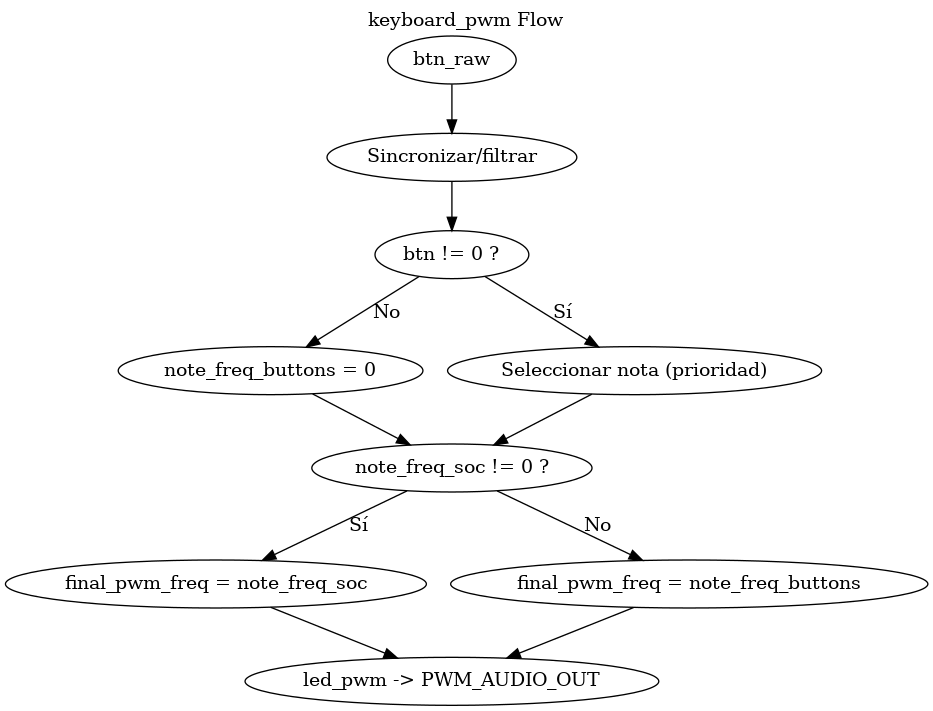 keyboard_pwm Flow
btn_raw
Sincronizar/filtrar
btn != 0 ?
No
Sí
note_freq_buttons = 0
Seleccionar nota (prioridad)
note_freq_soc != 0 ?
Sí
No
final_pwm_freq = note_freq_soc
final_pwm_freq = note_freq_buttons
led_pwm -> PWM_AUDIO_OUT